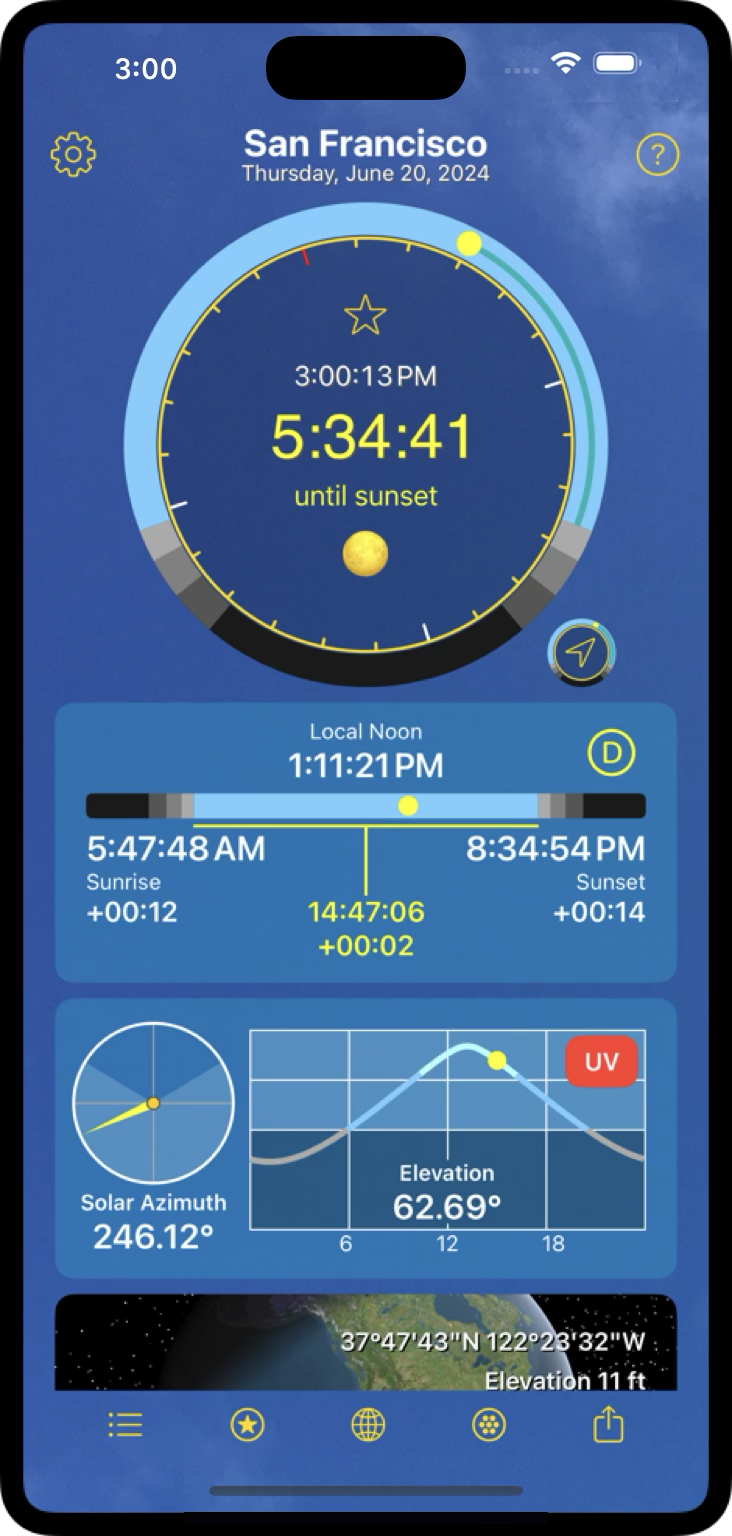 3:00
San Francisco
Thursday, June 20, 2024
?
3:00:13 PM
5:34:41
until sunset
Local Noon
1:11:21 PM
D
5:47:48 AM
8:34:54 PM
Sunrise
Sunset
+00:12
14:47:06
+00:14
+00:02
UV
Elevation
62.69°
Solar Azimuth
246.12°
6
12
18
37°47'43"N 122°23'32"W
Elevation 11 ft